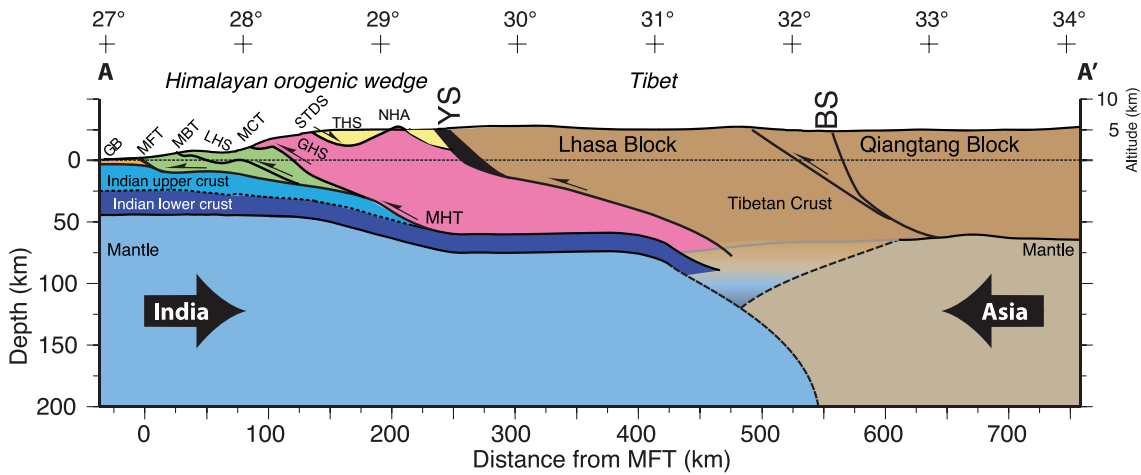 27° 28° 29° 30° 31° 32° 33° 34°
A Himalayan orogenic wedge Tibet A'
GB MFT MBT LHS MCT STDS THS NHA YS BS
GHS
Lhasa Block Qiangtang Block
Indian upper crust
Indian lower crust
MHT
Tibetan Crust
Mantle Mantle
India Asia
10
5
0
Altitude (km)
0
50
100
150
200
Depth (km)
0 100 200 300 400 500 600 700
Distance from MFT (km)